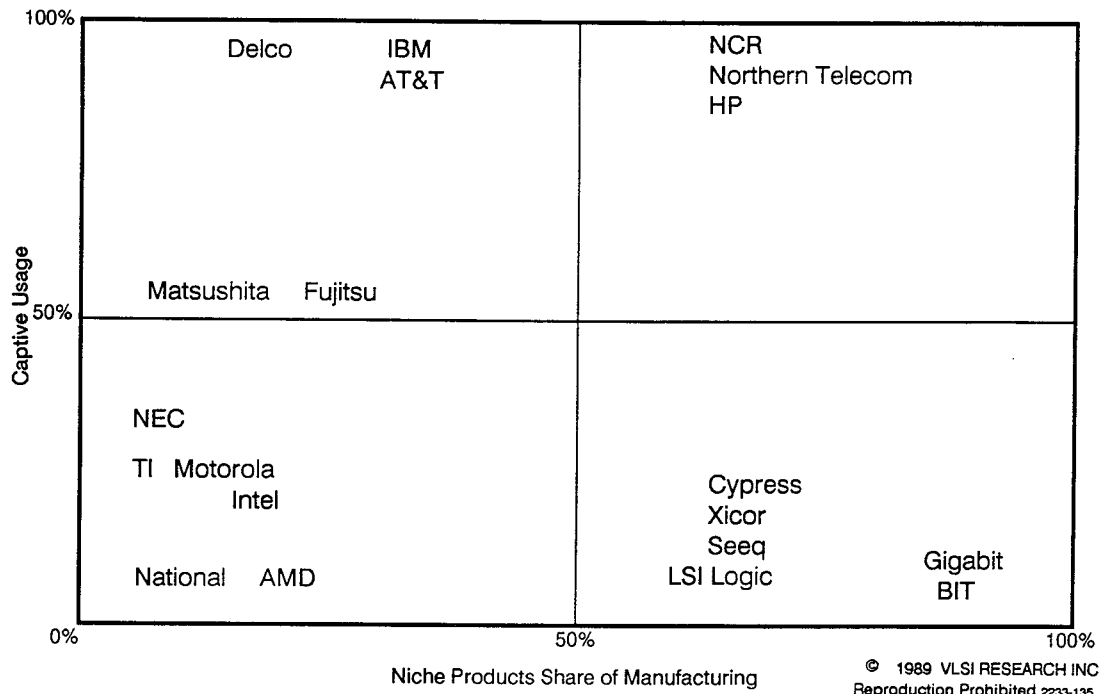 100%
Delco IBM NCR
AT&T Northern Telecom
HP
Captive Usage
Matsushita Fujitsu
50%
NEC
TI Motorola
Intel
Cypress
Xicor
Seeq
National AMD LSI Logic
Gigabit
BIT
0% 50% 100%
Niche Products Share of Manufacturing
© 1989 VLSI RESEARCH INC
Reproduction Prohibited 2233-135